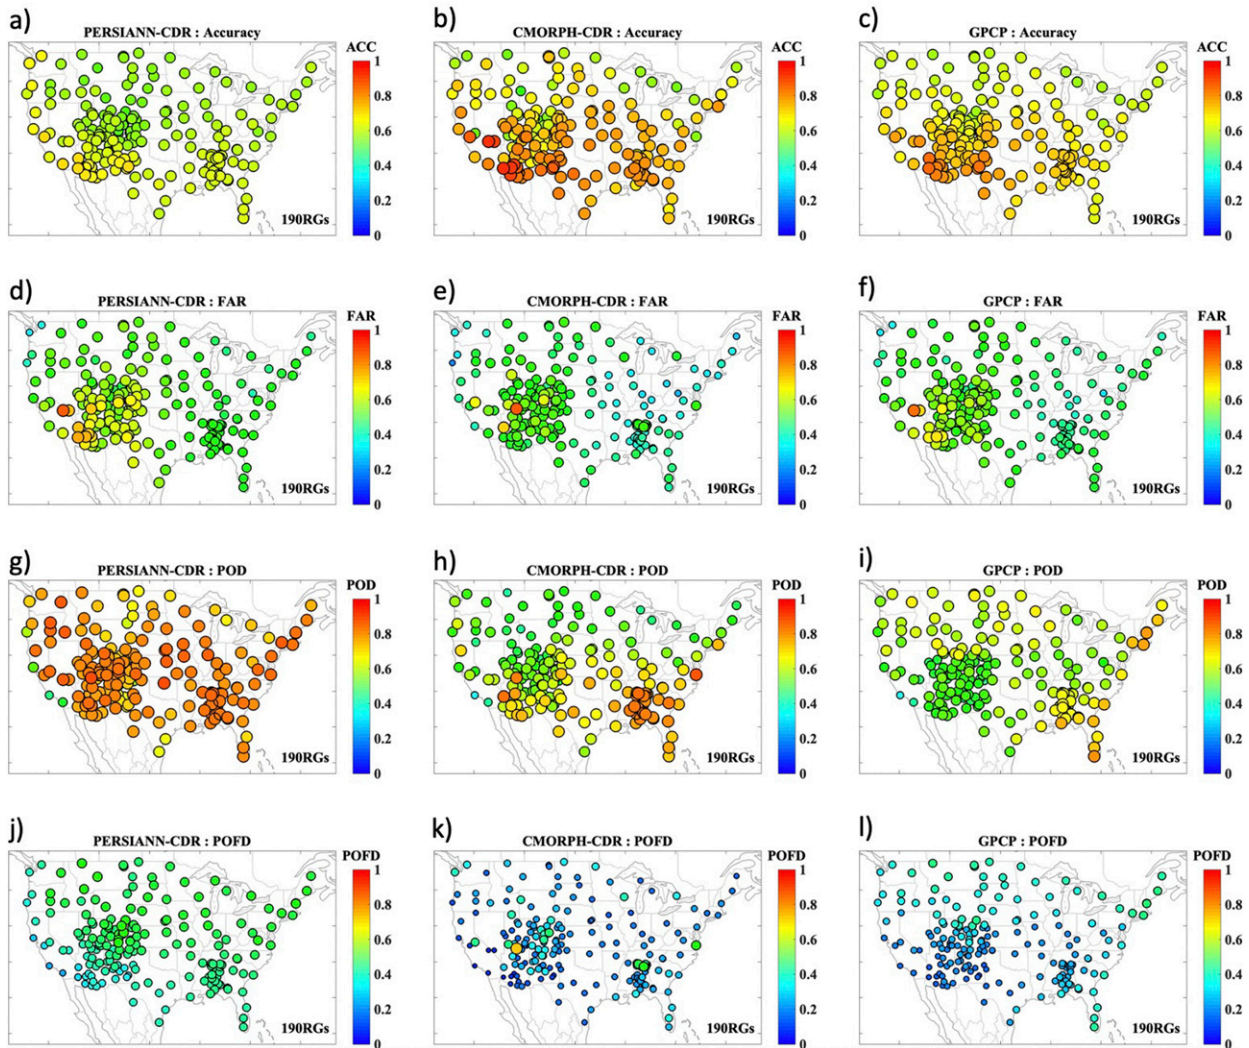 a) b) c)
PERSIANN-CDR : Accuracy CMORPH-CDR : Accuracy GPCP : Accuracy
ACC ACC ACC
1 1 1
0.8 0.8 0.8
0.6 0.6 0.6
0.4 0.4 0.4
0.2 0.2 0.2
190RGs 190RGs 190RGs
0 0 0
d) e) f)
PERSIANN-CDR : FAR CMORPH-CDR : FAR GPCP : FAR
FAR FAR FAR
1 1 1
0.8 0.8 0.8
0.6 0.6 0.6
0.4 0.4 0.4
0.2 0.2 0.2
190RGs 190RGs 190RGs
0 0 0
g) h) i)
PERSIANN-CDR : POD CMORPH-CDR : POD GPCP : POD
POD POD POD
1 1 1
0.8 0.8 0.8
0.6 0.6 0.6
0.4 0.4 0.4
0.2 0.2 0.2
190RGs 190RGs 190RGs
0 0 0
j) k) l)
PERSIANN-CDR : POFD CMORPH-CDR : POFD GPCP : POFD
POFD POFD POFD
1 1 1
0.8 0.8 0.8
0.6 0.6 0.6
0.4 0.4 0.4
0.2 0.2 0.2
190RGs 190RGs 190RGs
0 0 0